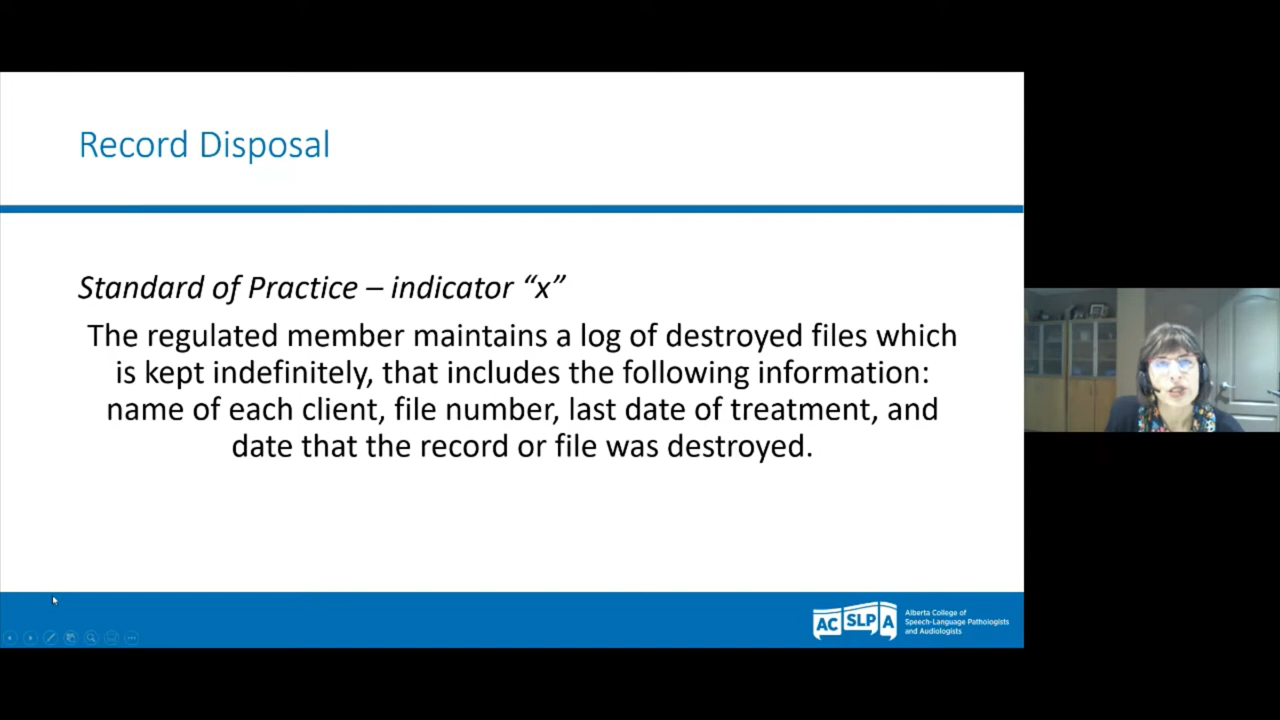 Record Disposal
Standard of Practice – indicator “x”
The regulated member maintains a log of destroyed files which
is kept indefinitely, that includes the following information:
name of each client, file number, last date of treatment, and
date that the record or file was destroyed.
AC SLP A
Alberta College of
Speech-Language Pathologists
and Audiologists